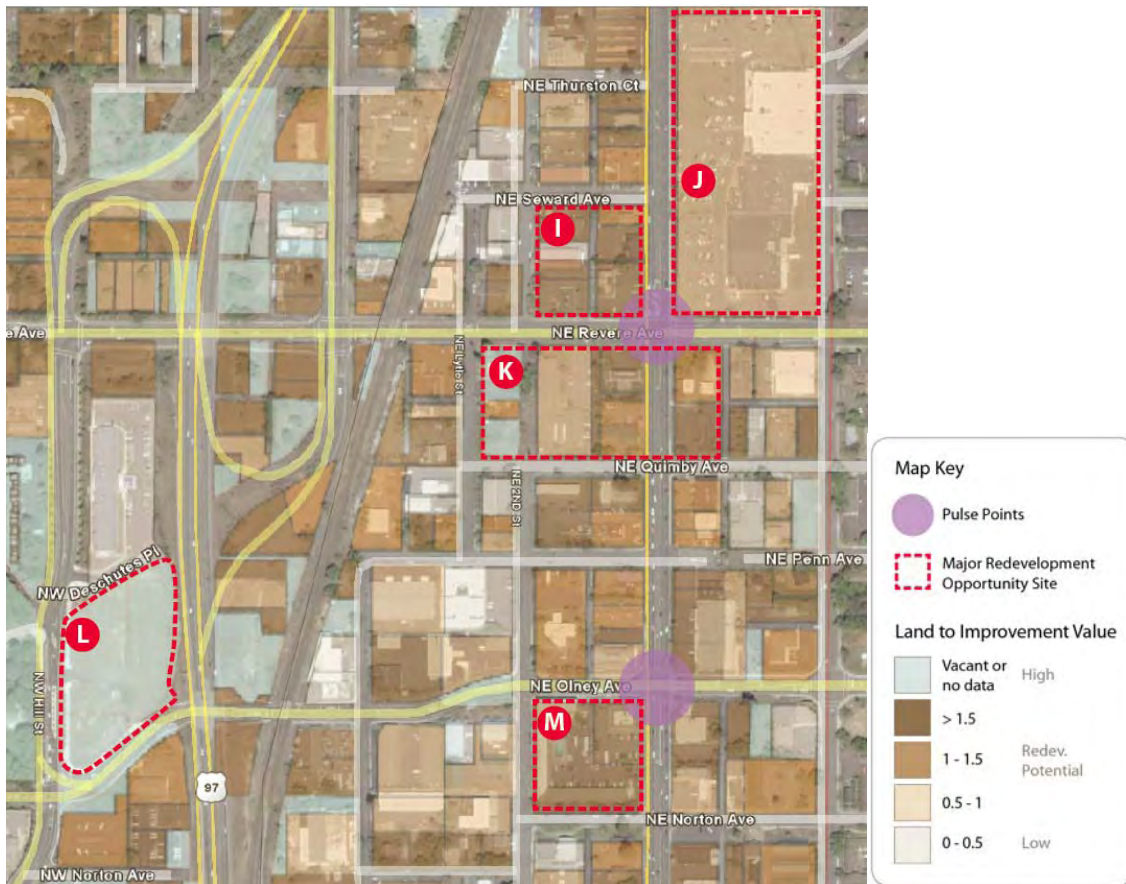 NE Thurston Ct
J
NE Seward Ave
I
e Ave
NE Revere Ave
NE Lytle St
K
NE Quimby Ave
NE 2ND St
NE Penn Ave
NW Deschutes Pl
L
NW Hill St
NE Olney Ave
M
97
NE Norton Ave
NW Norton Ave
Map Key
Pulse Points
Major Redevelopment
Opportunity Site
Land to Improvement Value
Vacant or
no data
High
> 1.5
1 - 1.5
Redev.
Potential
0.5 - 1
0 - 0.5
Low